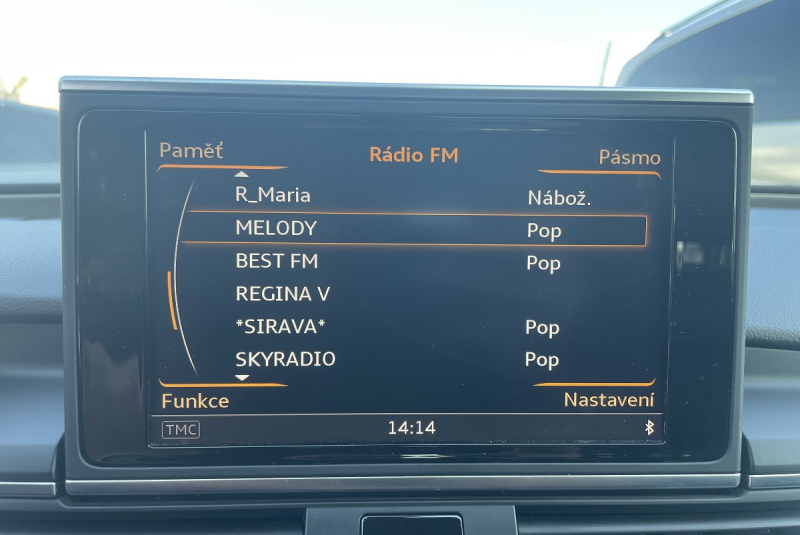 Paměť Rádio FM Pásmo
R_Maria Nábož.
MELODY Pop
BEST FM Pop
REGINA V
*SIRAVA* Pop
SKYRADIO Pop
Funkce Nastavení
TMC 14:14